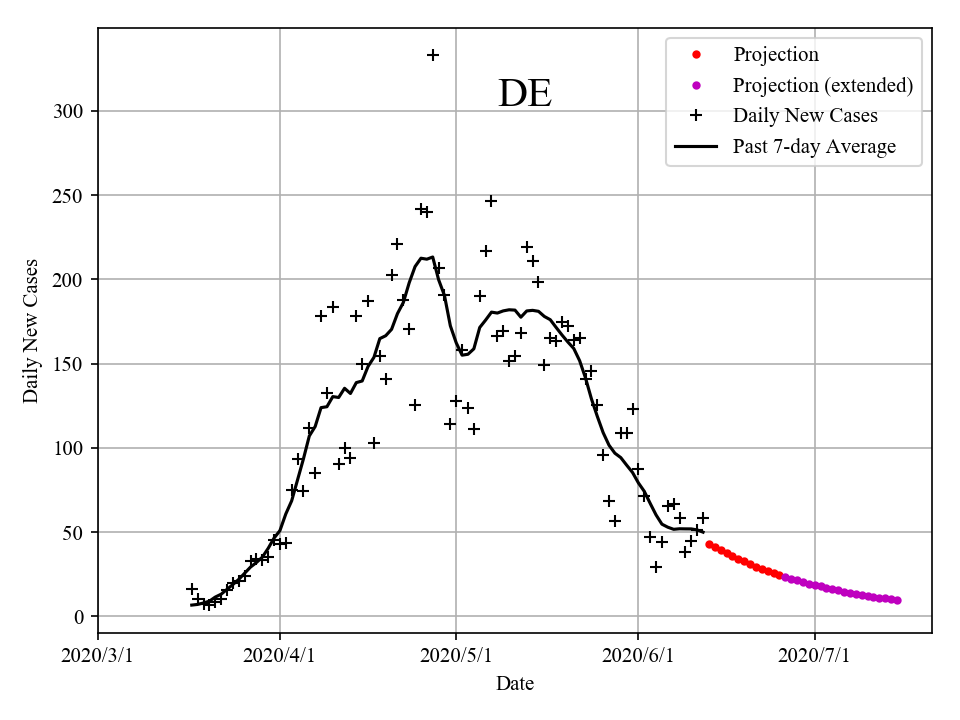 DE
Projection
Projection (extended)
Daily New Cases
Past 7-day Average
Daily New Cases
300
250
200
150
100
50
0
2020/3/1 2020/4/1 2020/5/1 2020/6/1 2020/7/1
Date